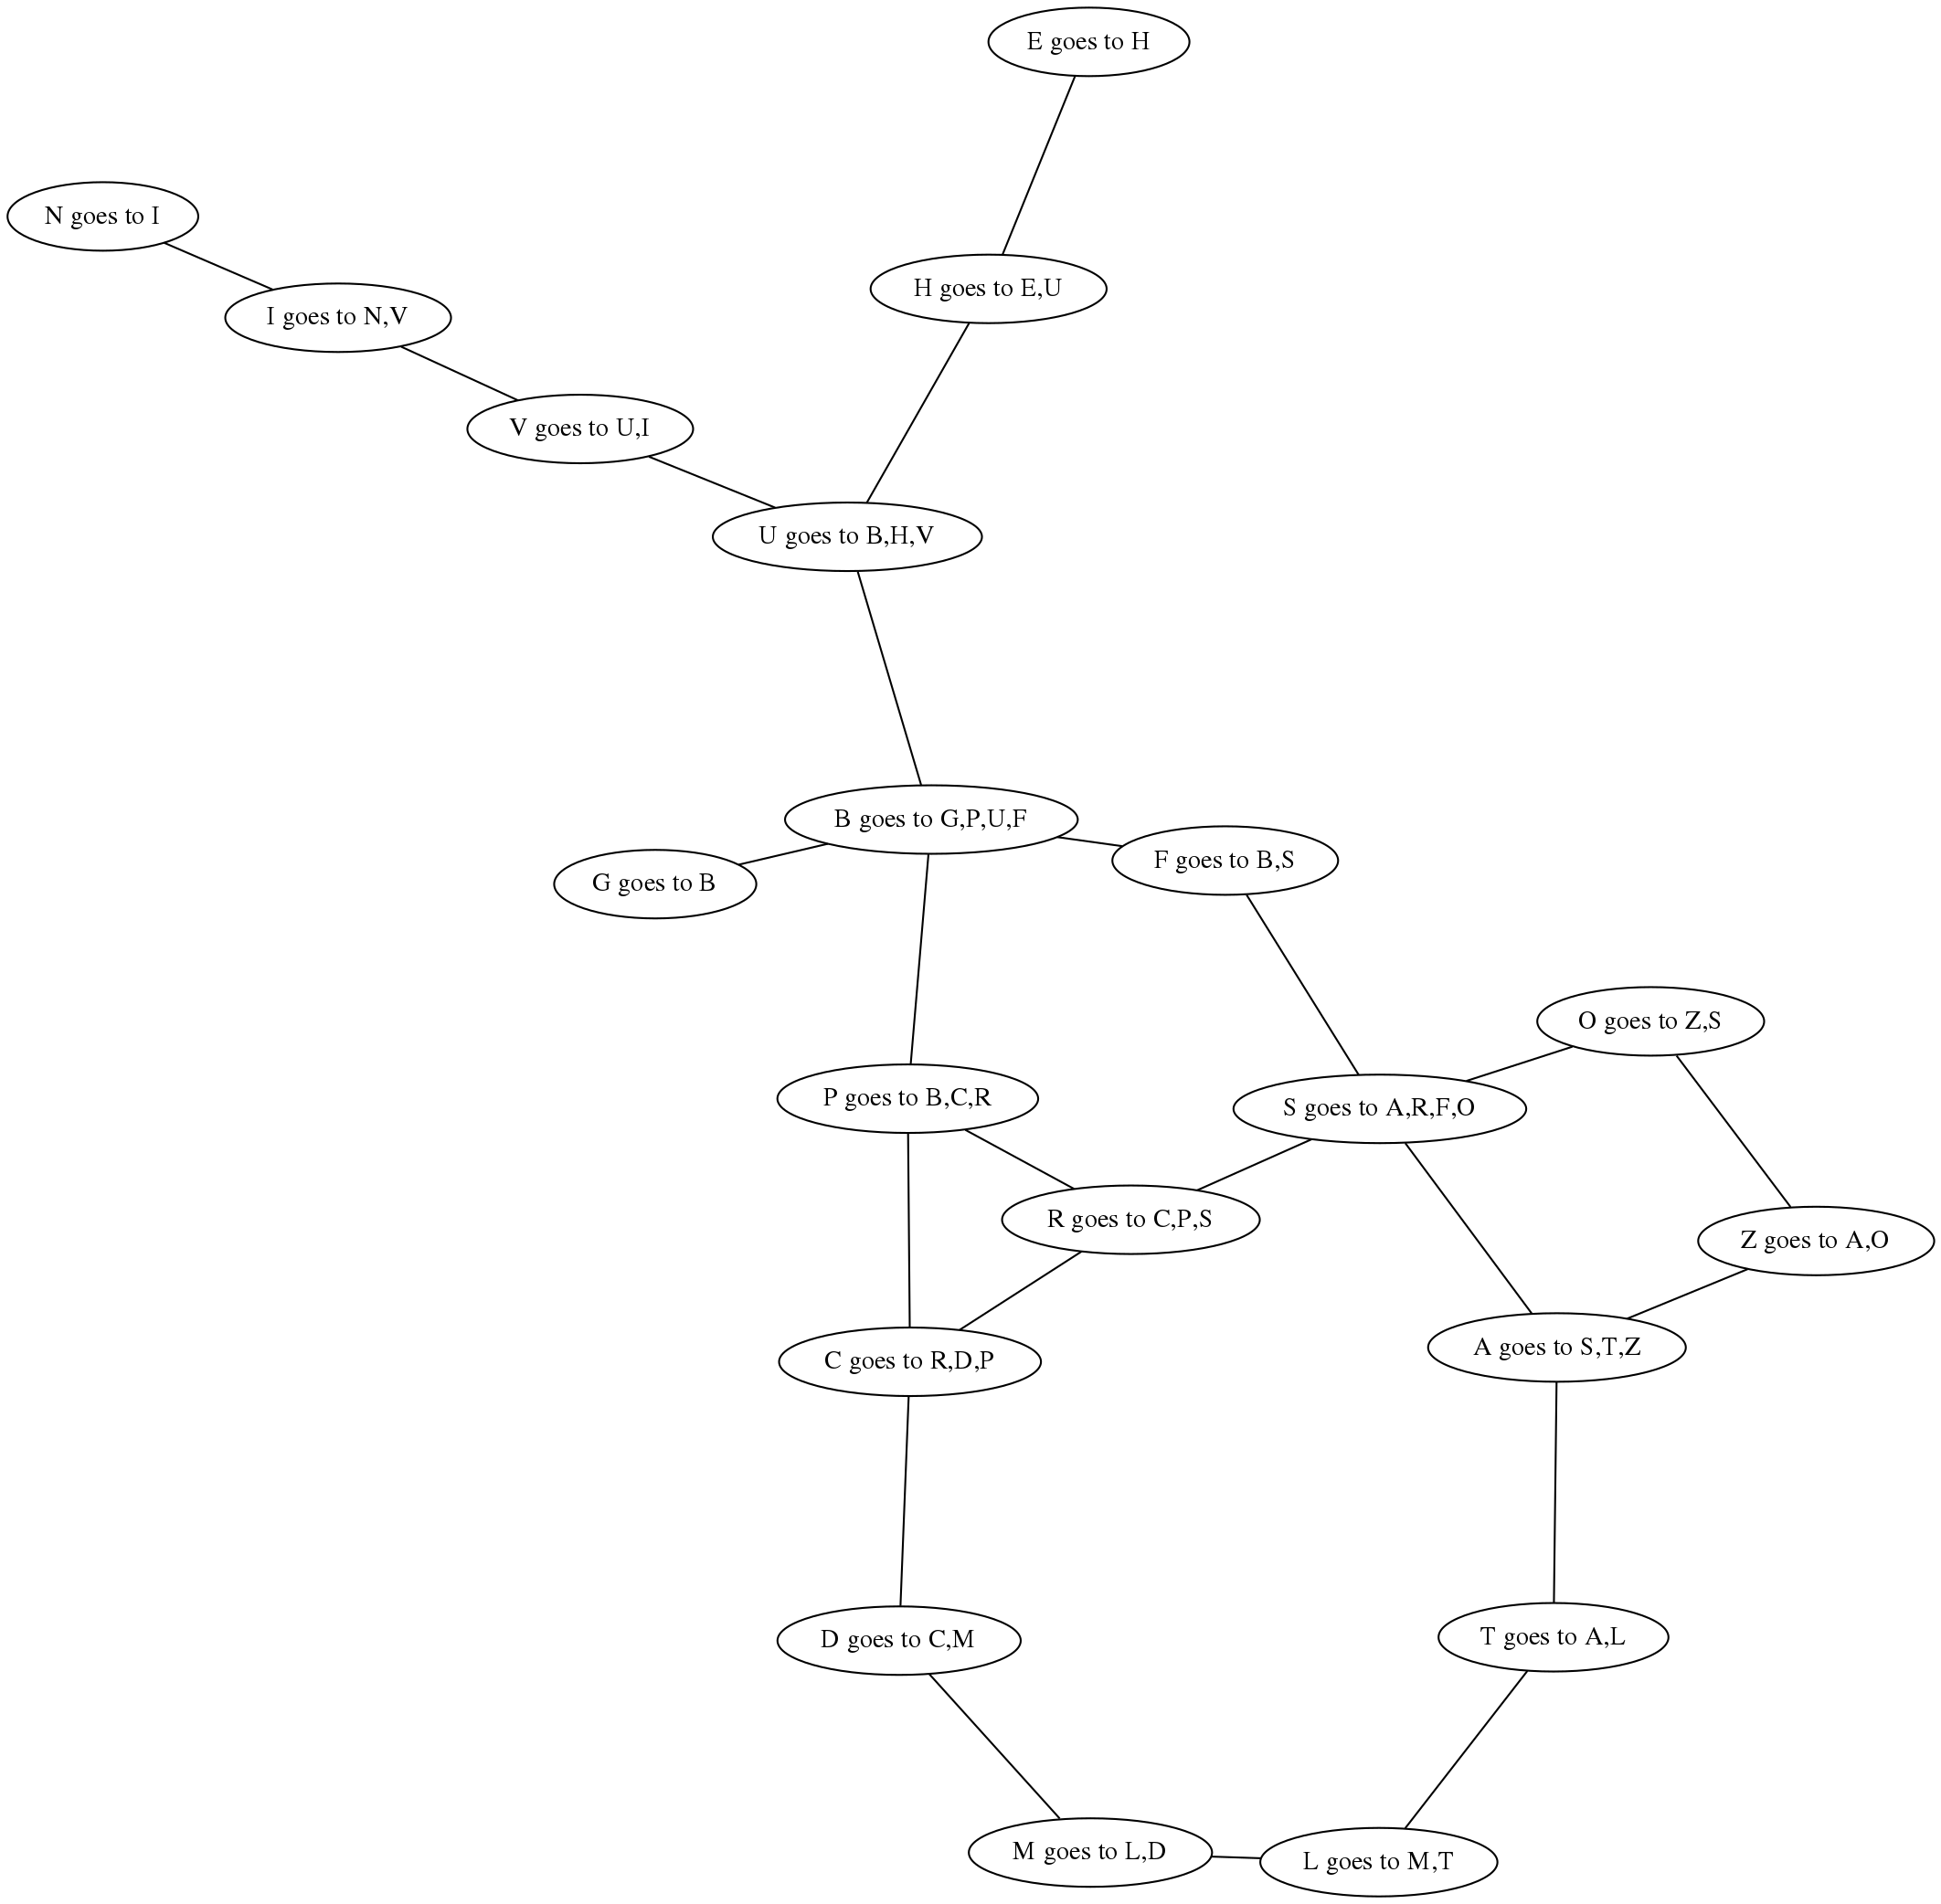 E goes to H
N goes to I
H goes to E,U
I goes to N,V
V goes to U,I
U goes to B,H,V
B goes to G,P,U,F
F goes to B,S
G goes to B
O goes to Z,S
P goes to B,C,R
S goes to A,R,F,O
R goes to C,P,S
Z goes to A,O
A goes to S,T,Z
C goes to R,D,P
T goes to A,L
D goes to C,M
M goes to L,D
L goes to M,T